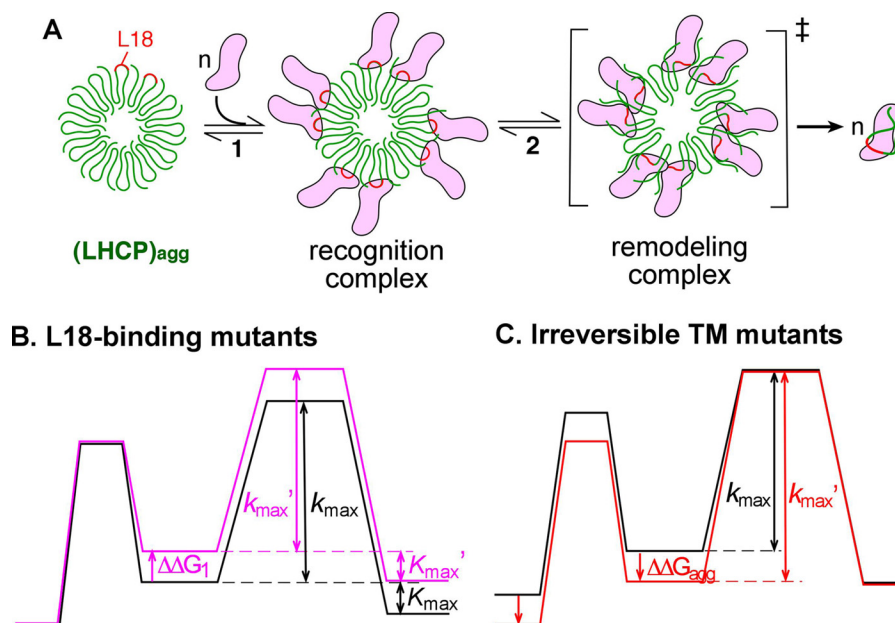 A
L18
n
1
2
‡
n
(LHCP)agg
recognition
complex
remodeling
complex
B. L18-binding mutants
C. Irreversible TM mutants
kmax'
kmax
ΔΔG1
Kmax'
Kmax
kmax
kmax'
ΔΔGagg